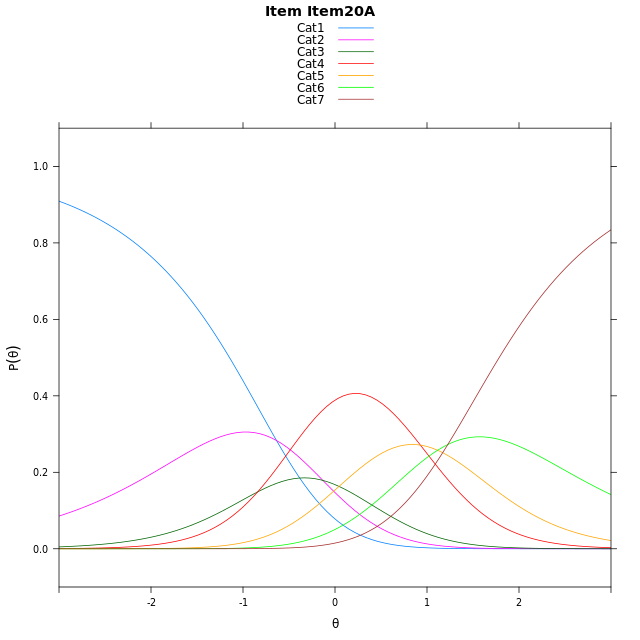 Item Item20A
Cat1
Cat2
Cat3
Cat4
Cat5
Cat6
Cat7
1.0
0.8
0.6
0.4
0.2
0.0
P(θ)
-2 -1 0 1 2
θ